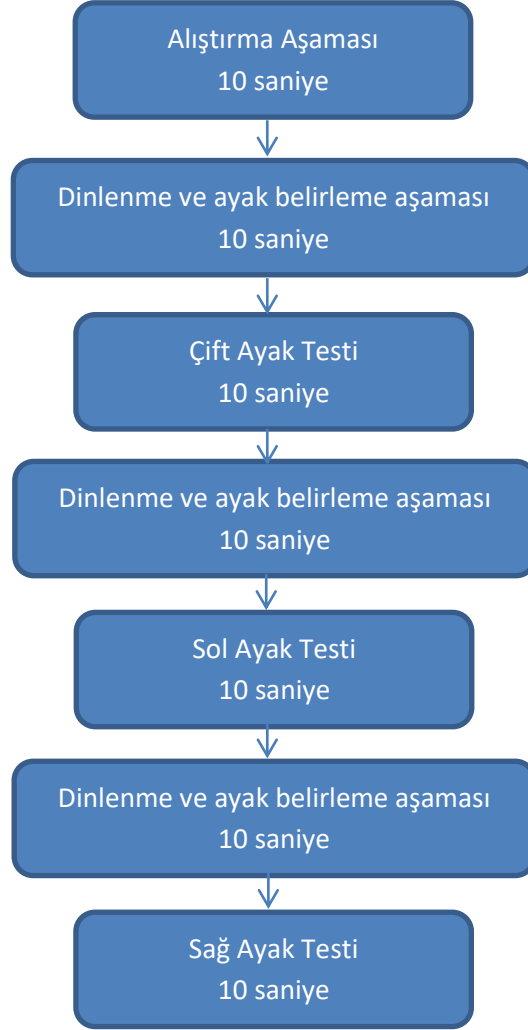 Alıştırma Aşaması
10 saniye
Dinlenme ve ayak belirleme aşaması
10 saniye
Çift Ayak Testi
10 saniye
Dinlenme ve ayak belirleme aşaması
10 saniye
Sol Ayak Testi
10 saniye
Dinlenme ve ayak belirleme aşaması
10 saniye
Sağ Ayak Testi
10 saniye